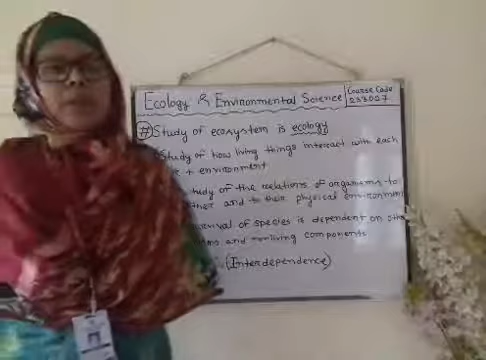 Ecology & Environmental Science
Course Code
233007
# Study of ecosystem is ecology
Study of how living things interact with each
+ environment
of the relations of organisms to
and to their physical environment
of species is dependent on
and nonliving components
(Interdependence)